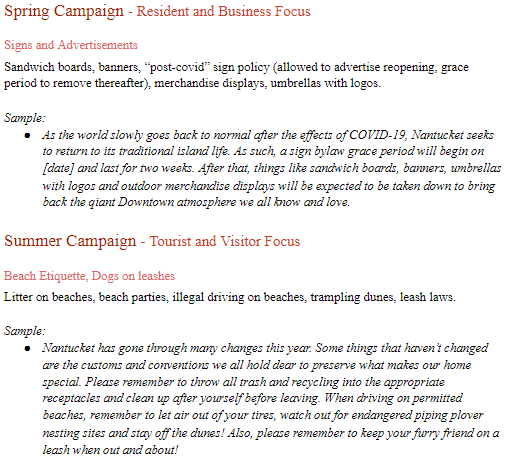 Spring Campaign - Resident and Business Focus
Signs and Advertisements
Sandwich boards, banners, “post-covid” sign policy (allowed to advertise reopening, grace
period to remove thereafter), merchandise displays, umbrellas with logos.
Sample:
● As the world slowly goes back to normal after the effects of COVID-19, Nantucket seeks
to return to its traditional island life. As such, a sign bylaw grace period will begin on
[date] and last for two weeks. After that, things like sandwich boards, banners, umbrellas
with logos and outdoor merchandise displays will be expected to be taken down to bring
back the qiant Downtown atmosphere we all know and love.
Summer Campaign - Tourist and Visitor Focus
Beach Etiquette, Dogs on leashes
Litter on beaches, beach parties, illegal driving on beaches, trampling dunes, leash laws.
Sample:
● Nantucket has gone through many changes this year. Some things that haven’t changed
are the customs and conventions we all hold dear to preserve what makes our home
special. Please remember to throw all trash and recycling into the appropriate
receptacles and clean up after yourself before leaving. When driving on permitted
beaches, remember to let air out of your tires, watch out for endangered piping plover
nesting sites and stay off the dunes! Also, please remember to keep your furry friend on a
leash when out and about!